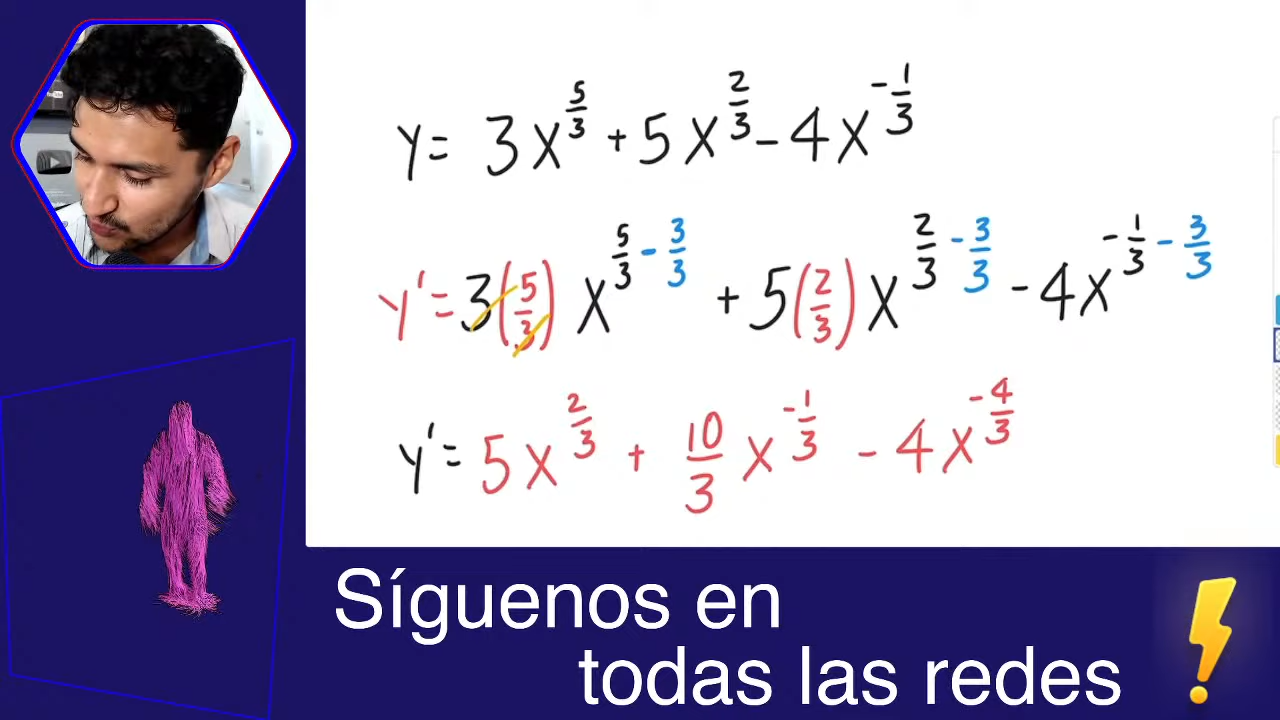 y = 3x^{5/3} + 5x^{2/3} - 4x^{-1/3}
y' = 3(5/3) x^{5/3 - 3/3} + 5(2/3) x^{2/3 - 3/3} - 4x^{-1/3 - 3/3}
y' = 5x^{2/3} + 10/3 x^{-1/3} - 4x^{-4/3}
Síguenos en
todas las redes